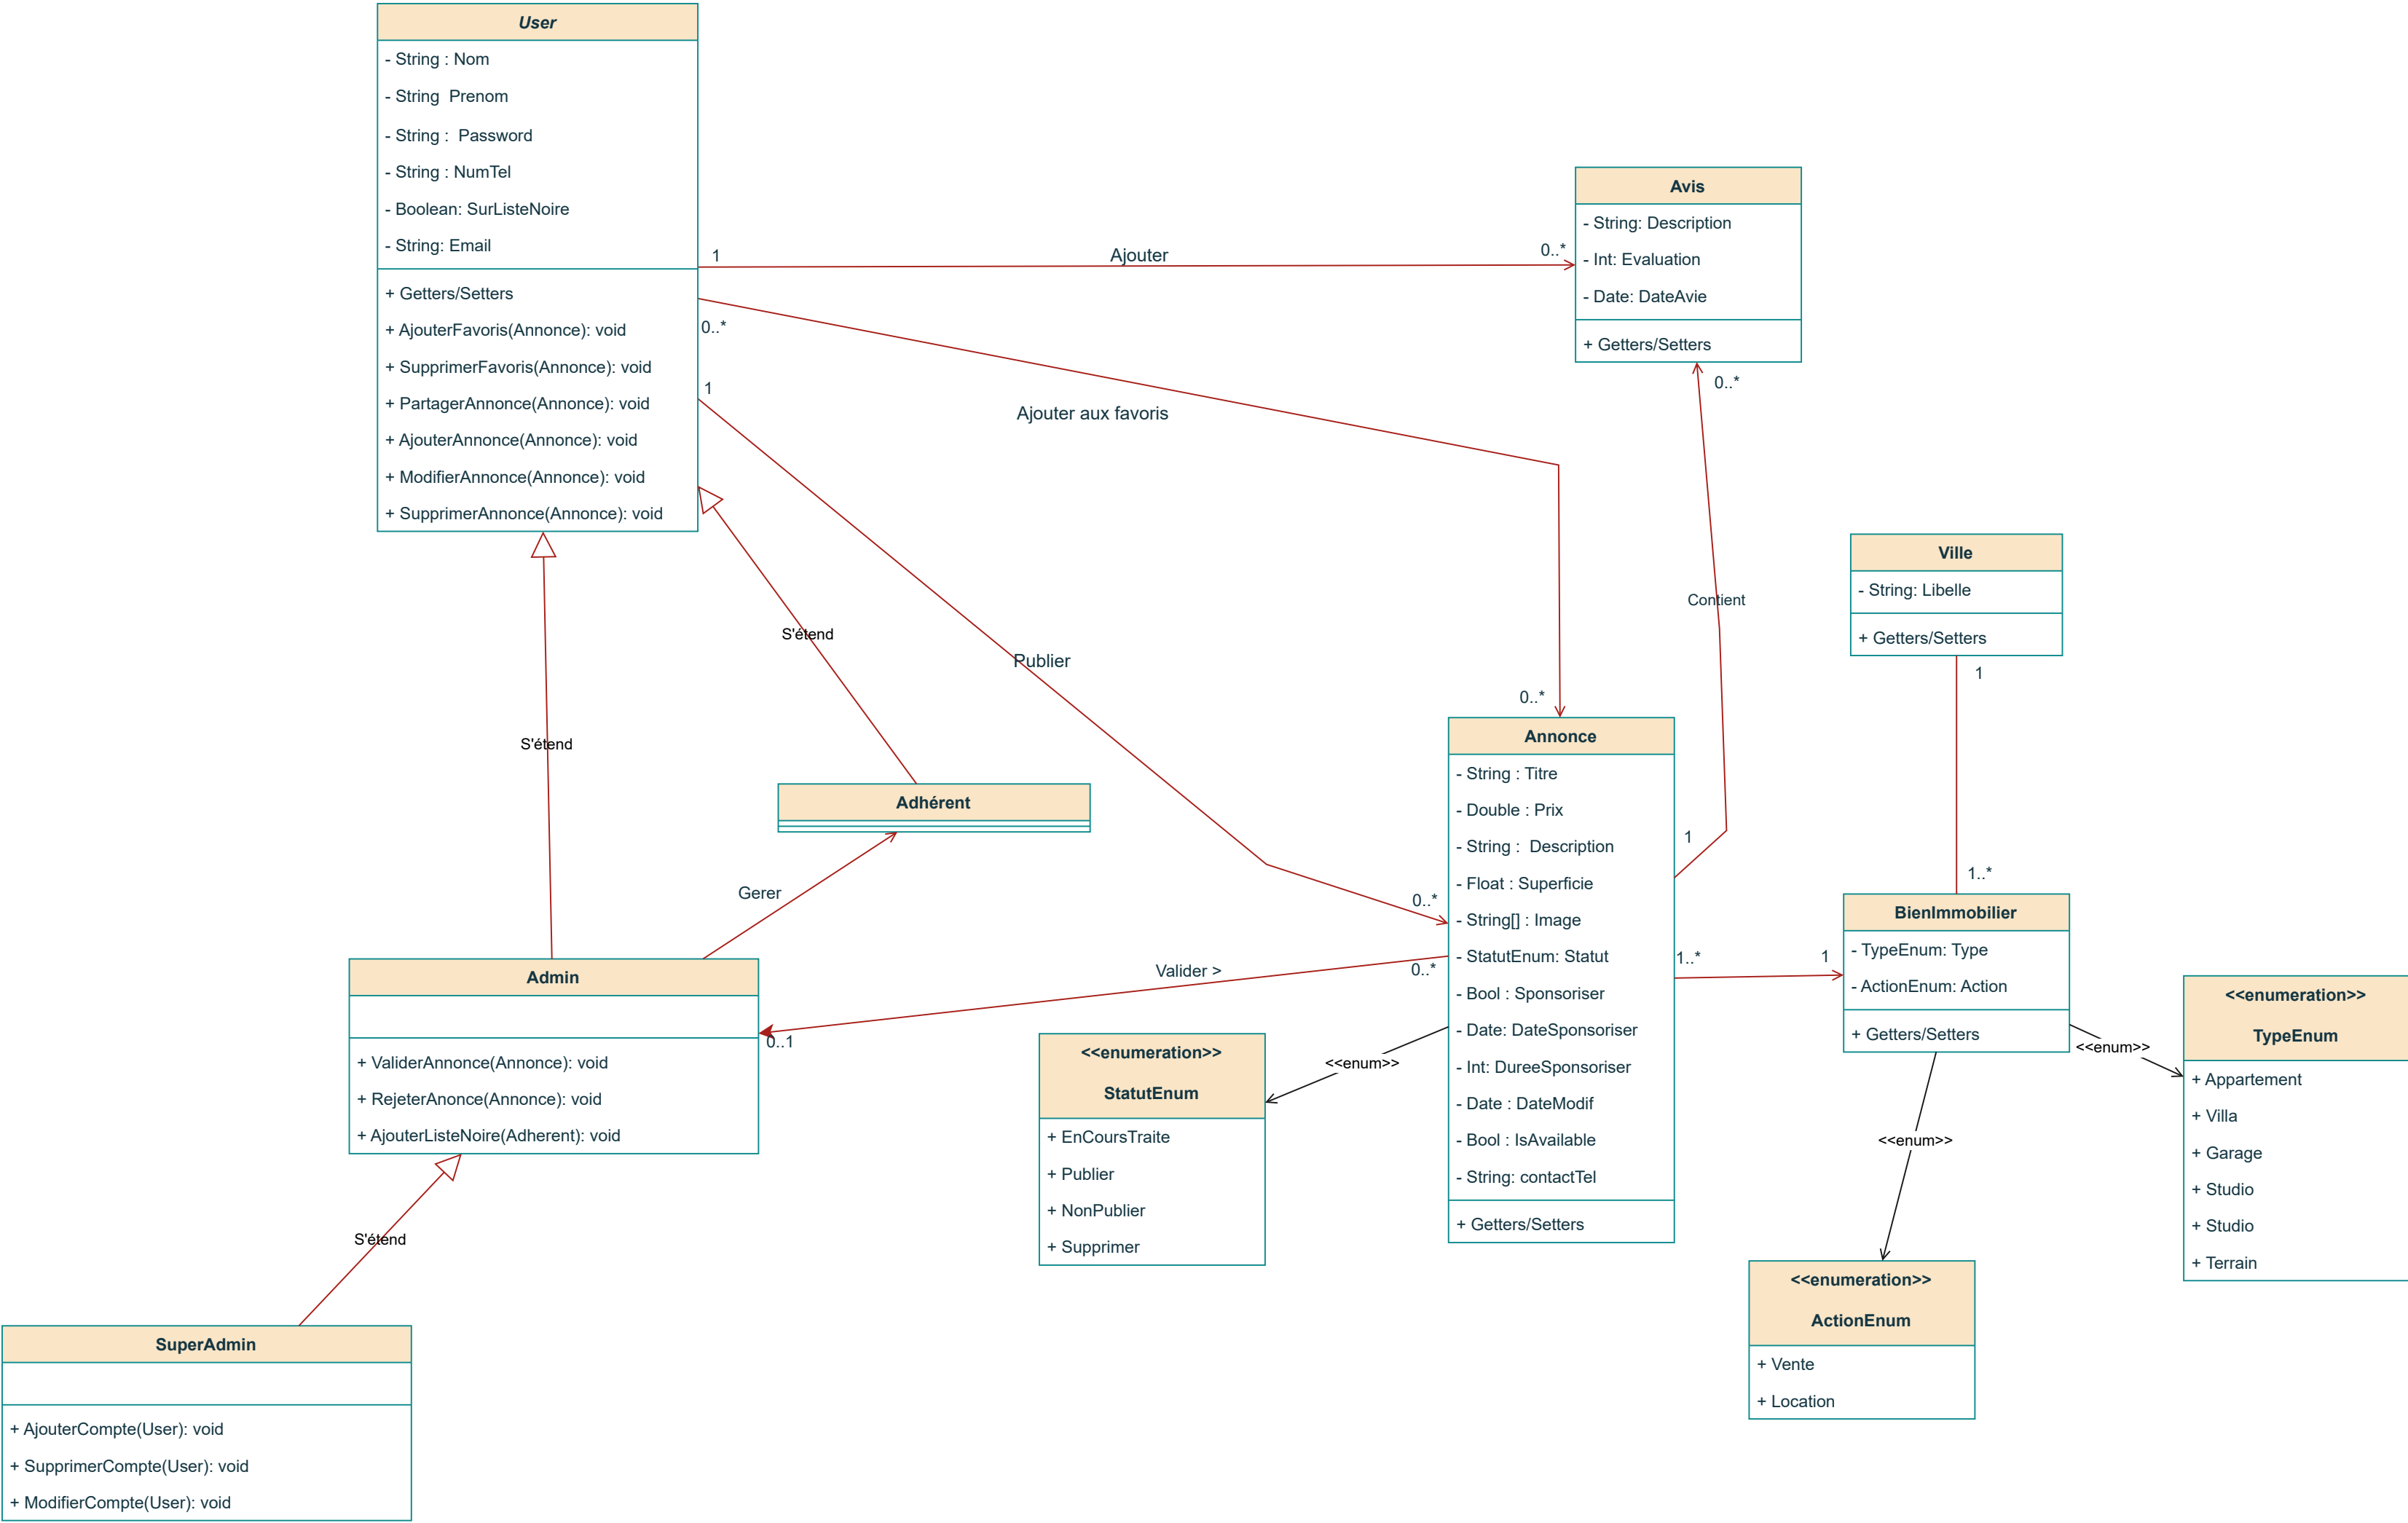 User
- String : Nom
- String  Prenom
- String :  Password
- String : NumTel
- Boolean: SurListeNoire
- String: Email
+ Getters/Setters
+ AjouterFavoris(Annonce): void
+ SupprimerFavoris(Annonce): void
+ PartagerAnnonce(Annonce): void
+ AjouterAnnonce(Annonce): void
+ ModifierAnnonce(Annonce): void
+ SupprimerAnnonce(Annonce): void
1
Ajouter
0..*
0..*
Ajouter aux favoris
0..*
1
Publier
0..*
Avis
- String: Description
- Int: Evaluation
- Date: DateAvie
+ Getters/Setters
0..*
Contient
1
Ville
- String: Libelle
+ Getters/Setters
1
1..*
S'étend
S'étend
Adhérent
Gerer
Annonce
- String : Titre
- Double : Prix
- String :  Description
- Float : Superficie
- String[] : Image
- StatutEnum: Statut
- Bool : Sponsoriser
- Date: DateSponsoriser
- Int: DureeSponsoriser
- Date : DateModif
- Bool : IsAvailable
- String: contactTel
+ Getters/Setters
1..*
1
BienImmobilier
- TypeEnum: Type
- ActionEnum: Action
+ Getters/Setters
Valider >
0..*
0..1
Admin
+ ValiderAnnonce(Annonce): void
+ RejeterAnonce(Annonce): void
+ AjouterListeNoire(Adherent): void
<<enum>>
<<enumeration>>
StatutEnum
+ EnCoursTraite
+ Publier
+ NonPublier
+ Supprimer
<<enum>>
<<enumeration>>
TypeEnum
+ Appartement
+ Villa
+ Garage
+ Studio
+ Studio
+ Terrain
<<enum>>
<<enumeration>>
ActionEnum
+ Vente
+ Location
S'étend
SuperAdmin
+ AjouterCompte(User): void
+ SupprimerCompte(User): void
+ ModifierCompte(User): void